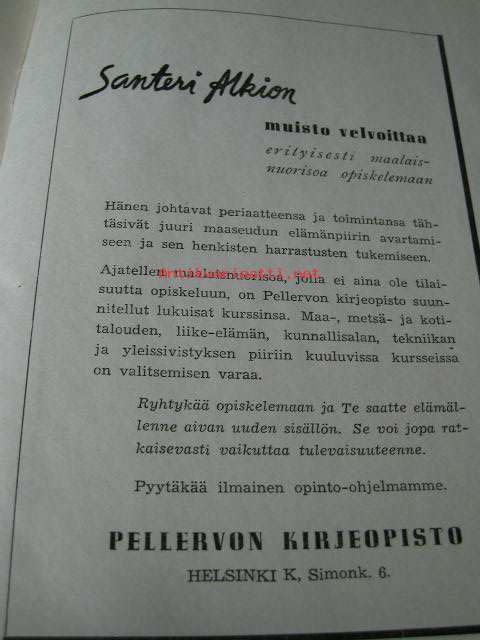 Santeri Alkion
muisto velvoittaa
erityisesti maalais-
nuorisoa opiskelemaan
Hänen johtavat periaatteensa ja toimintansa täh-
täsivät juuri maaseudun elämänpiirin avartami-
seen ja sen henkisten harrastusten tukemiseen.
Ajatellen maalaisnuorisoa, jolla ei aina ole tilai-
suutta opiskeluun, on Pellervon kirjeopisto suun-
nitellut lukuisat kurssinsa. Maa-, metsä- ja koti-
talouden, liike-elämän, kunnallisalan, tekniikan
ja yleissivistyksen piiriin kuuluvissa kursseissa
on valitsemisen varaa.
Ryhtykää opiskelemaan ja Te saatte elämäl-
lenne aivan uuden sisällön. Se voi jopa rat-
kaisevasti vaikuttaa tulevaisuuteenne.
Pyytäkää ilmainen opinto-ohjelmamme.
PELLERVON KIRJEOPISTO
HELSINKI K, Simonk. 6.